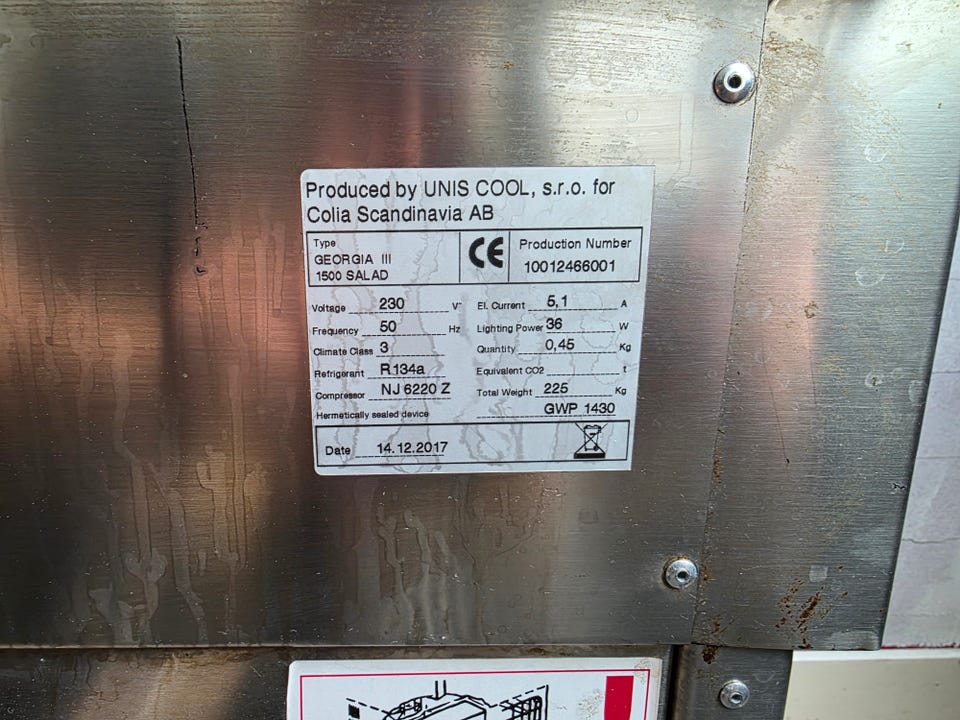 Produced by UNIS COOL, s.r.o. for
Colia Scandinavia AB
Type
GEORGIA III
1500 SALAD
CE
Production Number
10012466001
Voltage 230 V~
El. Current 5,1 A
Frequency 50 Hz
Lighting Power 36 W
Climate Class 3
Quantity 0,45 Kg
Refrigerant R134a
Equivalent CO2 t
Compressor NJ 6220 Z
Total Weight 225 Kg
Hermetically sealed device
GWP 1430
Date 14.12.2017